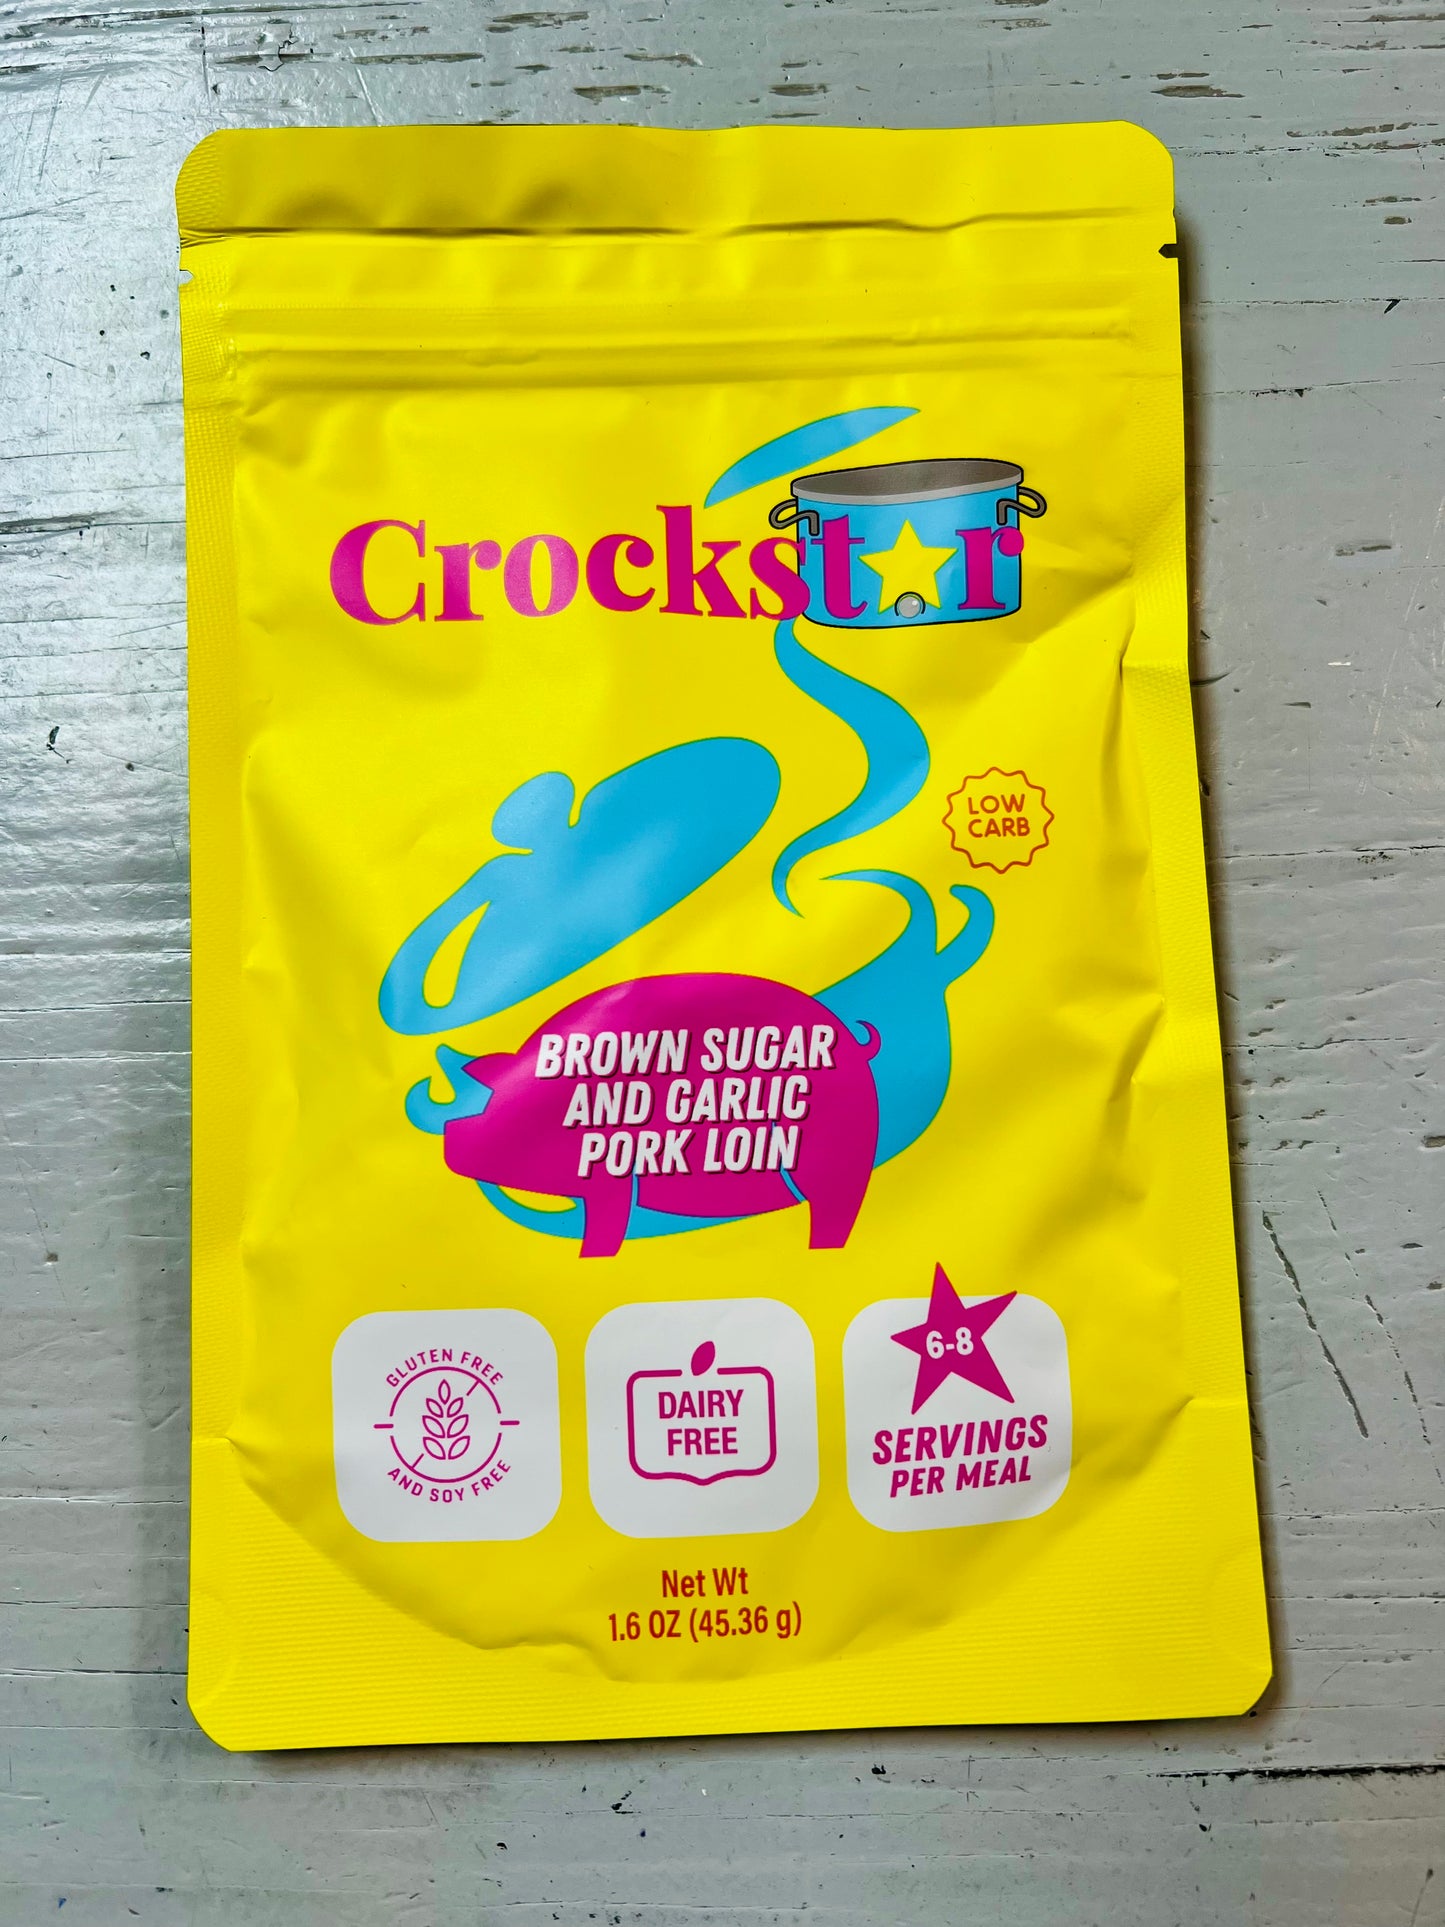 Crockstar
LOW
CARB
BROWN SUGAR
AND GARLIC
PORK LOIN
GLUTEN FREE
AND SOY FREE
DAIRY
FREE
6-8
SERVINGS
PER MEAL
Net Wt
1.6 OZ (45.36 g)